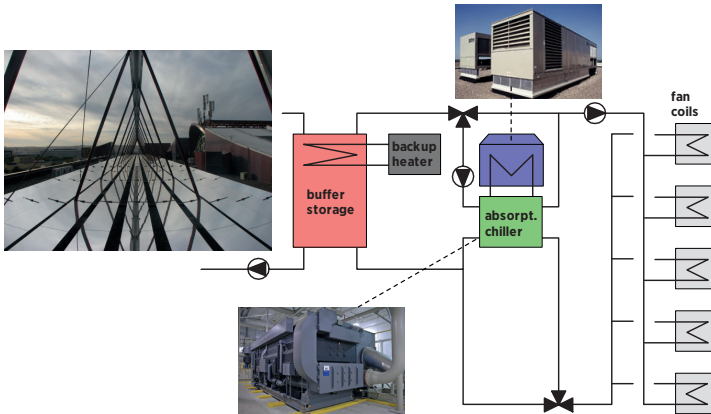 fan
coils
backup
heater
buffer
storage
absorpt.
chiller